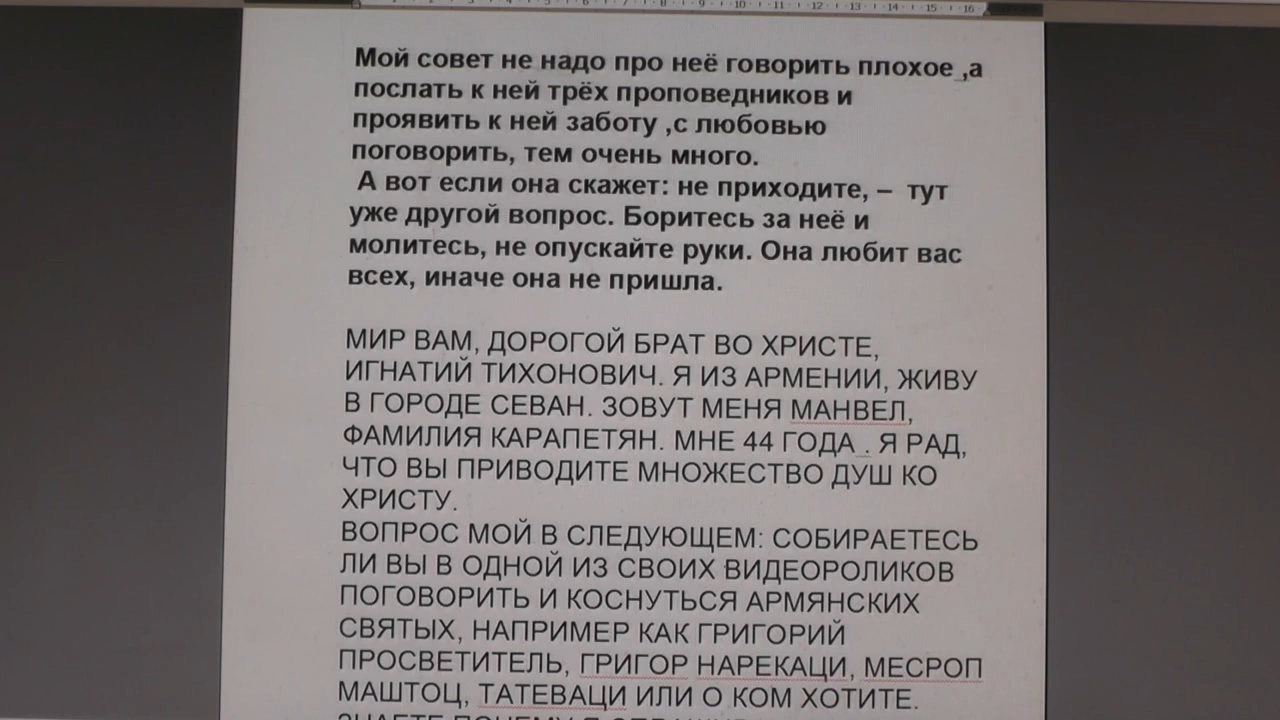 Мой совет не надо про неё говорить плохое ,а
послать к ней трёх проповедников и
проявить к ней заботу ,с любовью
поговорить, тем очень много.
А вот если она скажет: не приходите, – тут
уже другой вопрос. Боритесь за неё и
молитесь, не опускайте руки. Она любит вас
всех, иначе она не пришла.
МИР ВАМ, ДОРОГОЙ БРАТ ВО ХРИСТЕ,
ИГНАТИЙ ТИХОНОВИЧ. Я ИЗ АРМЕНИИ, ЖИВУ
В ГОРОДЕ СЕВАН. ЗОВУТ МЕНЯ МАНВЕЛ,
ФАМИЛИЯ КАРАПЕТЯН. МНЕ 44 ГОДА . Я РАД,
ЧТО ВЫ ПРИВОДИТЕ МНОЖЕСТВО ДУШ КО
ХРИСТУ.
ВОПРОС МОЙ В СЛЕДУЮЩЕМ: СОБИРАЕТЕСЬ
ЛИ ВЫ В ОДНОЙ ИЗ СВОИХ ВИДЕОРОЛИКОВ
ПОГОВОРИТЬ И КОСНУТЬСЯ АРМЯНСКИХ
СВЯТЫХ, НАПРИМЕР КАК ГРИГОРИЙ
ПРОСВЕТИТЕЛЬ, ГРИГОР НАРЕКАЦИ, МЕСРОП
МАШТОЦ, ТАТЕВАЦИ ИЛИ О КОМ ХОТИТЕ.